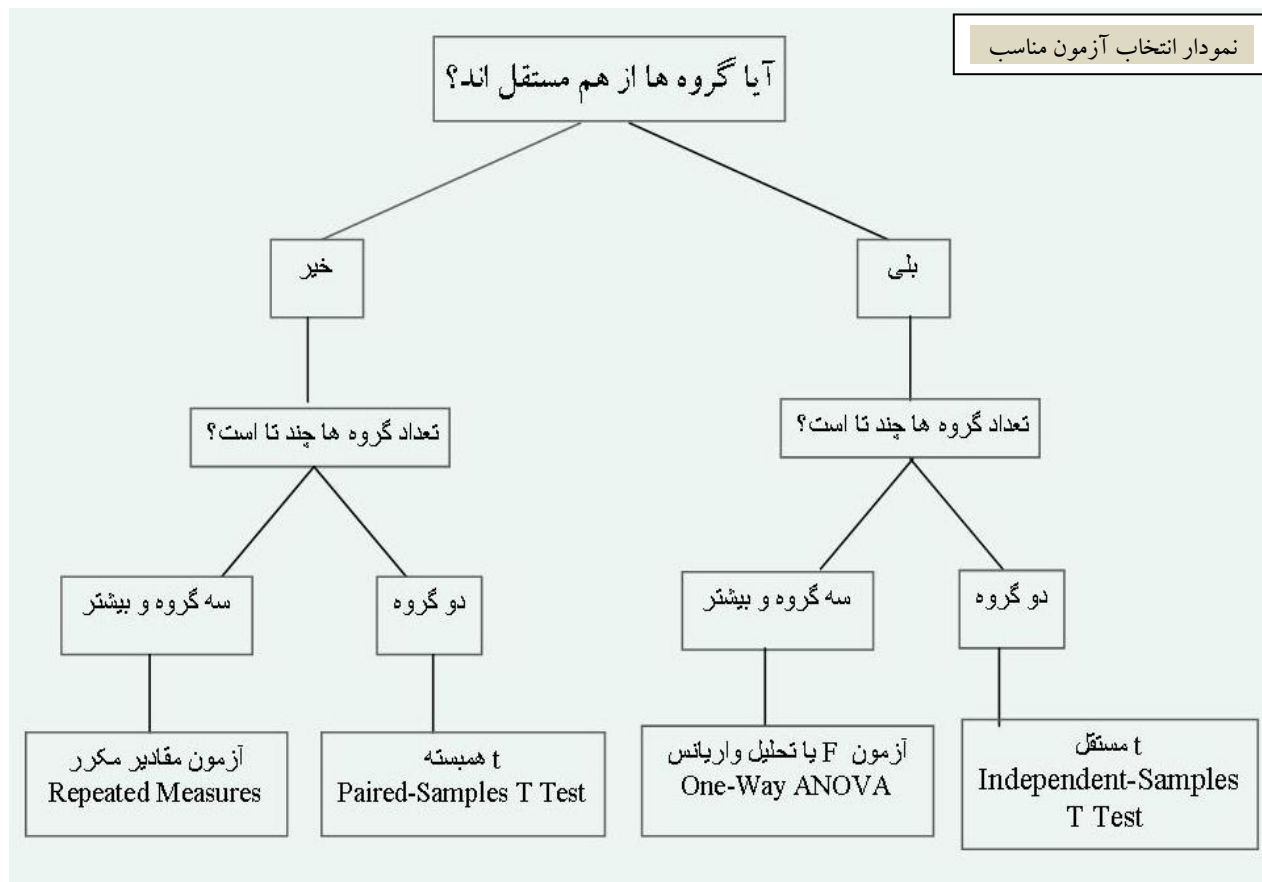 نمودار انتخاب آزمون مناسب
آیا گروه ها از هم مستقل اند؟
بلی
خیر
تعداد گروه ها چند تا است؟
تعداد گروه ها چند تا است؟
دو گروه
سه گروه و بیشتر
دو گروه
سه گروه و بیشتر
t مستقل
Independent-Samples
T Test
آزمون F یا تحلیل واریانس
One-Way ANOVA
t همبسته
Paired-Samples T Test
آزمون مقادیر مکرر
Repeated Measures